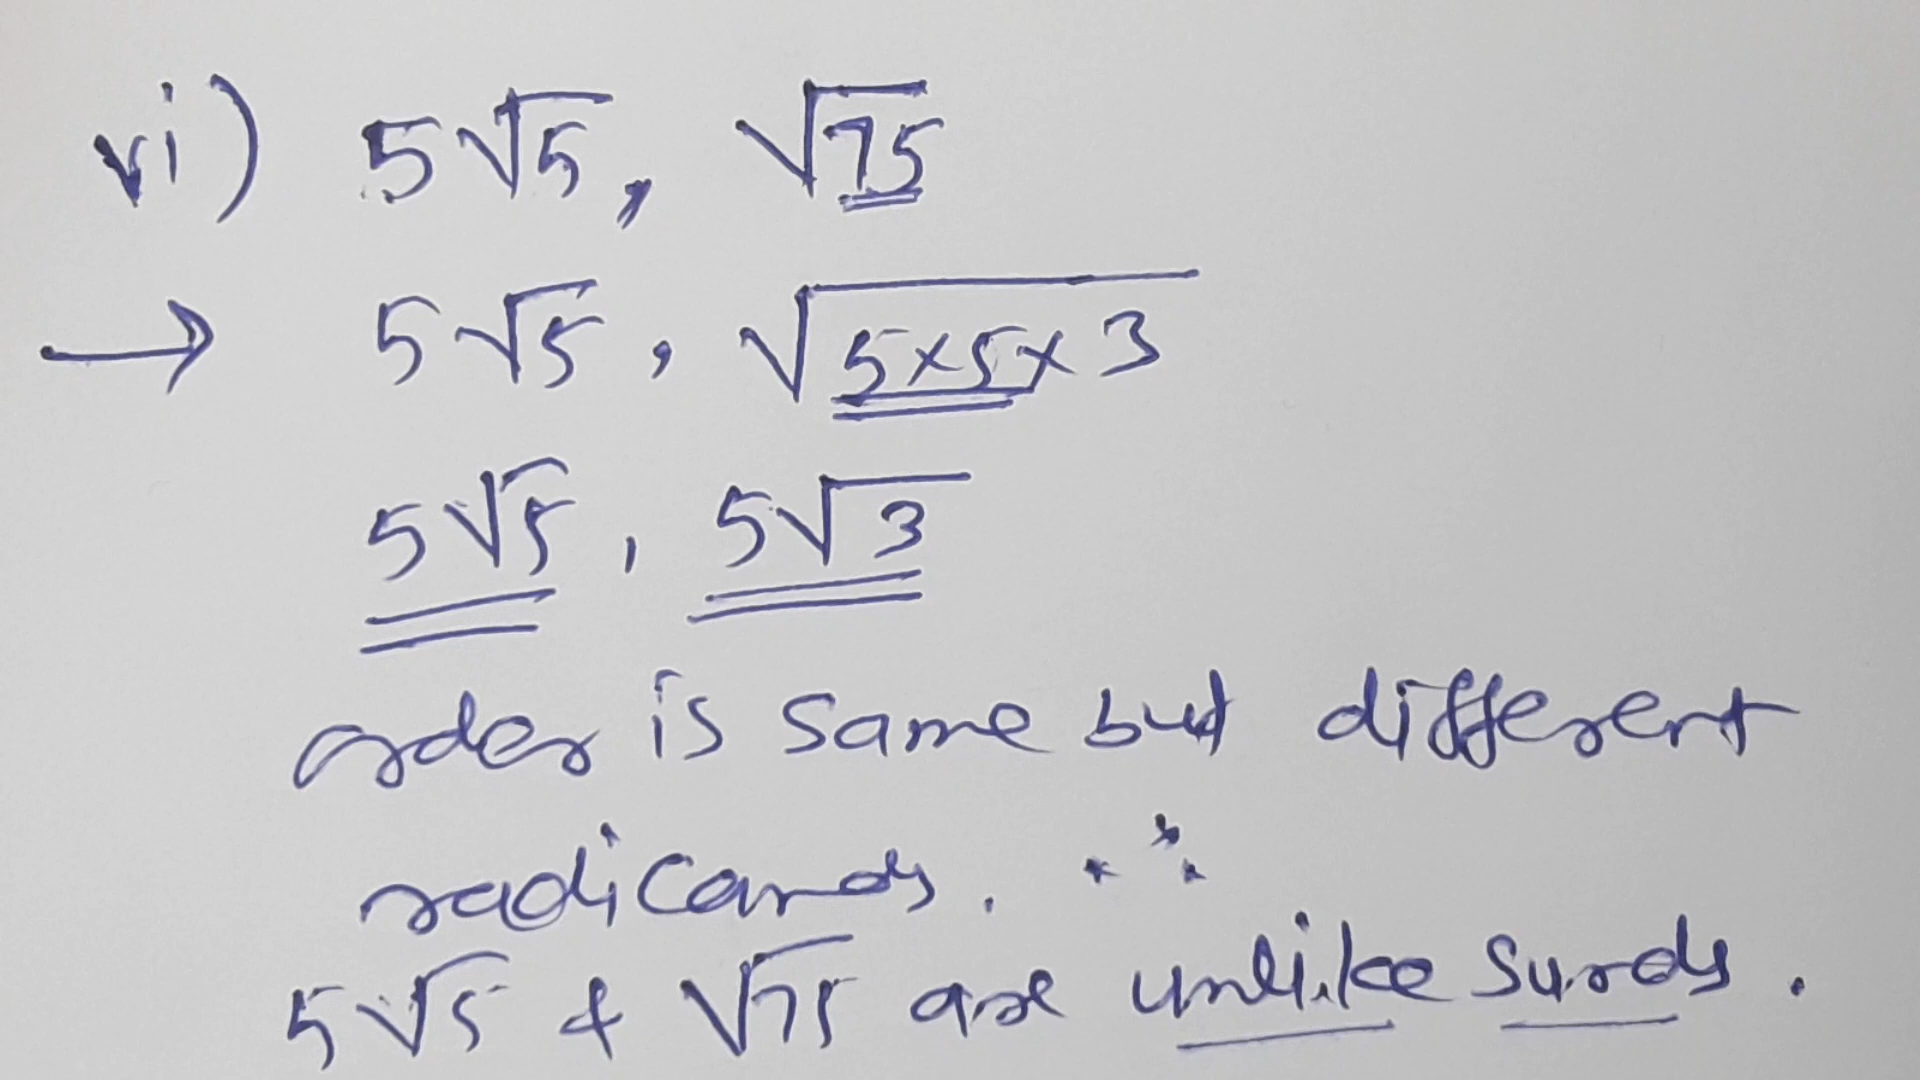 vi) 5√5, √75
→ 5√5, √5×5×3
5√5, 5√3
order is same but different
radicands. ∴
5√5 & √75 are unlike surds.